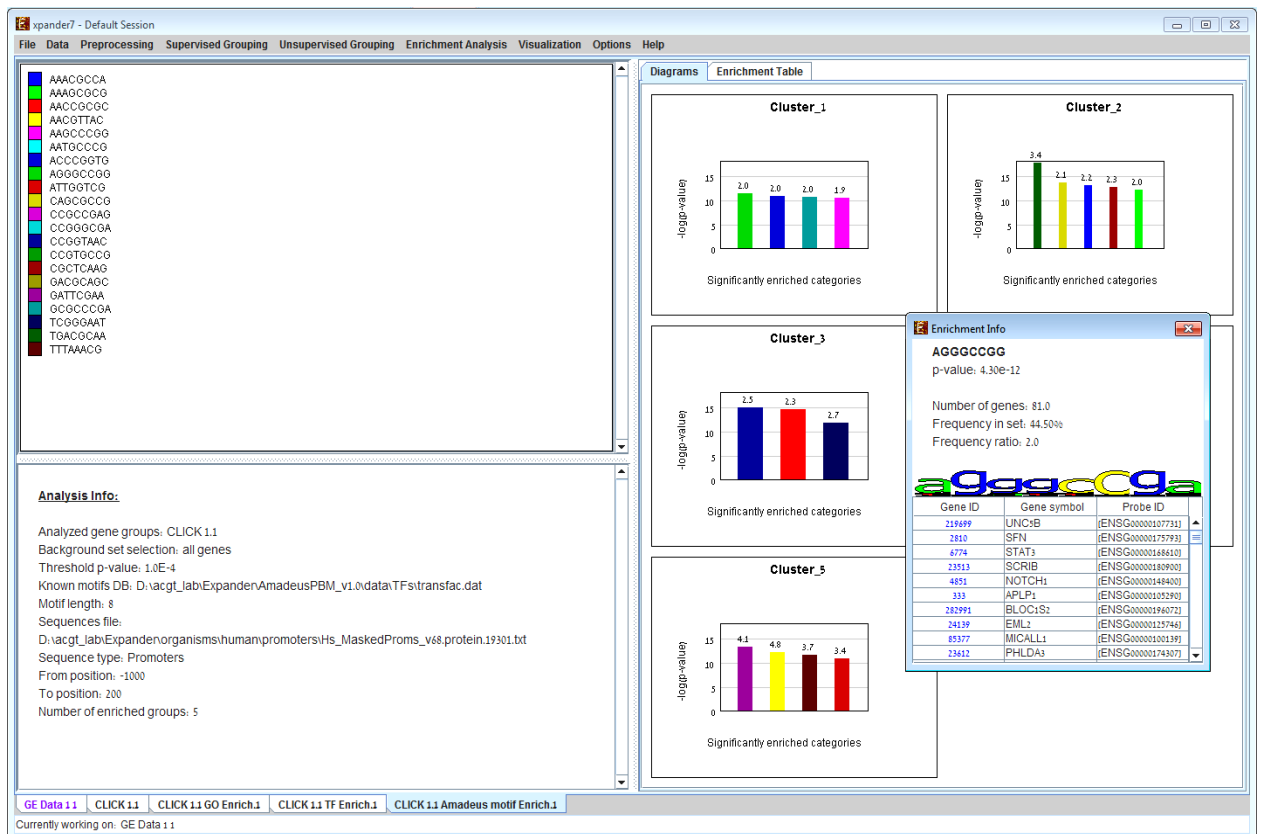 xpander7 - Default Session
File Data Preprocessing Supervised Grouping Unsupervised Grouping Enrichment Analysis Visualization Options Help
AAACGCCA
AAAGCGCG
AACCGCGC
AACGTTAC
AAGCCCGG
AATGCCCG
ACCCGGTG
AGGGCCGG
ATTGGTCG
CAGCGCCG
CCGCCGAG
CCGGGCGA
CCGGTAAC
CCGTGCCG
CGCTCAAG
GACGCAGC
GATTCGAA
GCGCCCGA
TCGGGAAT
TGACGCAA
TTTAAACG
Analysis Info:
Analyzed gene groups: CLICK 1.1
Background set selection: all genes
Threshold p-value: 1.0E-4
Known motifs DB: D:\acgt_lab\Expander\AmadeusPBM_v1.0\data\TFs\transfac.dat
Motif length: 8
Sequences file:
D:\acgt_lab\Expander\organisms\human\promoters\Hs_MaskedProms_v68.protein.19301.txt
Sequence type: Promoters
From position: -1000
To position: 200
Number of enriched groups: 5
Diagrams Enrichment Table
Cluster_1
-log(p-value)
15
10
5
0
2.0 2.0 2.0 1.9
Significantly enriched categories
Cluster_2
-log(p-value)
15
10
5
0
3.4 2.1 2.2 2.3 2.0
Significantly enriched categories
Cluster_3
-log(p-value)
15
10
5
0
2.5 2.3 2.7
Significantly enriched categories
Enrichment Info
AGGGCCGG
p-value: 4.30e-12
Number of genes: 81.0
Frequency in set: 44.50%
Frequency ratio: 2.0
agggcCga
Gene ID Gene symbol Probe ID
219699 UNC5B [ENSG00000107731]
2810 SFN [ENSG00000175793]
6774 STAT3 [ENSG00000168610]
23513 SCRIB [ENSG00000180900]
4851 NOTCH1 [ENSG00000148400]
333 APLP1 [ENSG00000105290]
282991 BLOC1S2 [ENSG00000196072]
24139 EML2 [ENSG00000125746]
85377 MICALL1 [ENSG00000100139]
23612 PHLDA3 [ENSG00000174307]
Cluster_5
-log(p-value)
15
10
5
0
4.1 4.8 3.7 3.4
Significantly enriched categories
GE Data 1 1 CLICK 1.1 CLICK 1.1 GO Enrich.1 CLICK 1.1 TF Enrich.1 CLICK 1.1 Amadeus motif Enrich.1
Currently working on: GE Data 1 1